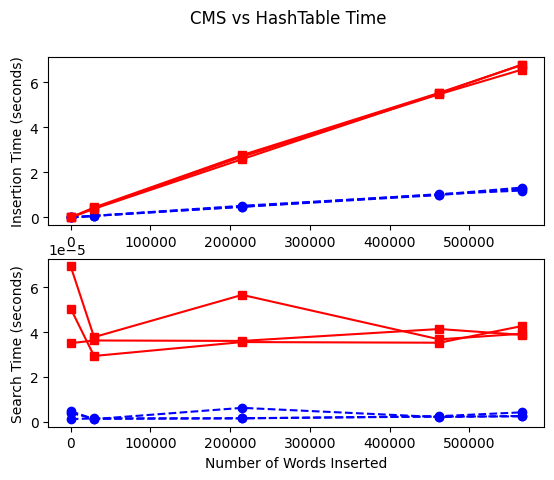 CMS vs HashTable Time
Insertion Time (seconds)
6
4
2
0
0 100000 200000 300000 400000 500000
1e−5
Search Time (seconds)
6
4
2
0
0 100000 200000 300000 400000 500000
Number of Words Inserted